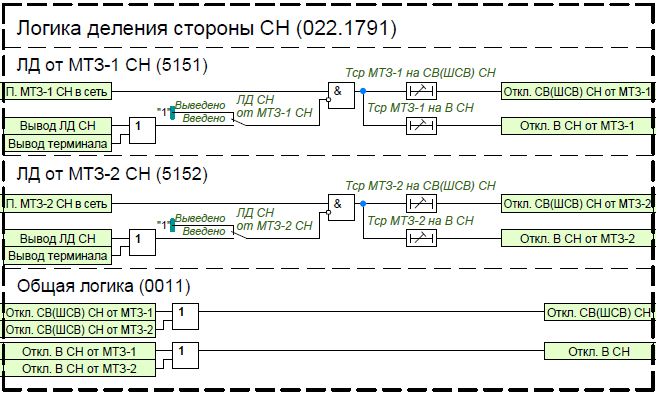 Логика деления стороны СН (022.1791)
ЛД от МТЗ-1 СН (5151)
Тср МТЗ-1 на СВ(ШСВ) СН
П. МТЗ-1 СН в сеть
&
Откл. СВ(ШСВ) СН от МТЗ-1
"1"
Выведено
Введено
ЛД СН
от МТЗ-1 СН
Тср МТЗ-1 на В СН
Вывод ЛД СН
1
Откл. В СН от МТЗ-1
Вывод терминала
ЛД от МТЗ-2 СН (5152)
Тср МТЗ-2 на СВ(ШСВ) СН
П. МТЗ-2 СН в сеть
&
Откл. СВ(ШСВ) СН от МТЗ-2
"1"
Выведено
Введено
ЛД СН
от МТЗ-2 СН
Тср МТЗ-2 на В СН
Вывод ЛД СН
1
Откл. В СН от МТЗ-2
Вывод терминала
Общая логика (0011)
Откл. СВ(ШСВ) СН от МТЗ-1
1
Откл. СВ(ШСВ) СН
Откл. СВ(ШСВ) СН от МТЗ-2
Откл. В СН от МТЗ-1
1
Откл. В СН
Откл. В СН от МТЗ-2